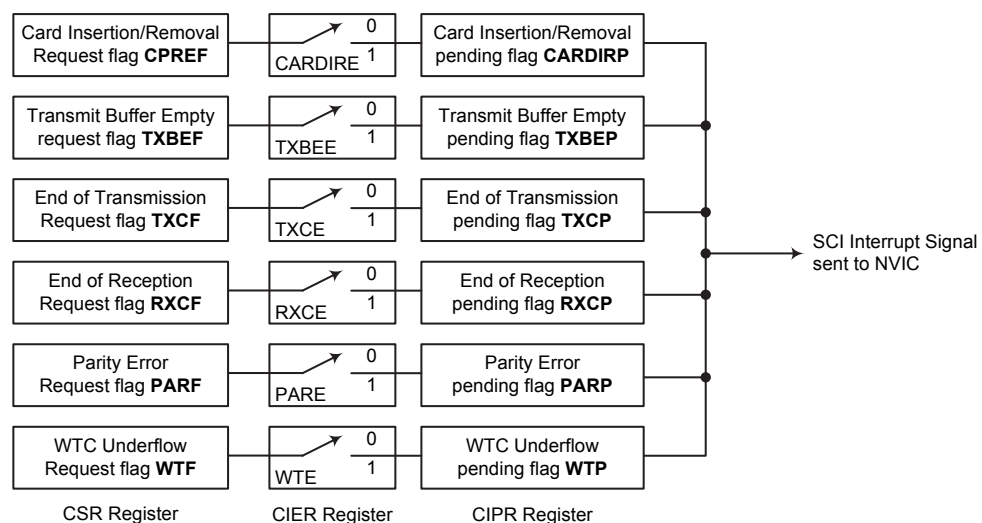 Card Insertion/Removal
Request flag CPREF
0
1
CARDIRE
Card Insertion/Removal
pending flag CARDIRP
Transmit Buffer Empty
request flag TXBEF
0
1
TXBEE
Transmit Buffer Empty
pending flag TXBEP
End of Transmission
Request flag TXCF
0
1
TXCE
End of Transmission
pending flag TXCP
SCI Interrupt Signal
sent to NVIC
End of Reception
Request flag RXCF
0
1
RXCE
End of Reception
pending flag RXCP
Parity Error
Request flag PARF
0
1
PARE
Parity Error
pending flag PARP
WTC Underflow
Request flag WTF
0
1
WTE
WTC Underflow
pending flag WTP
CSR Register
CIER Register
CIPR Register